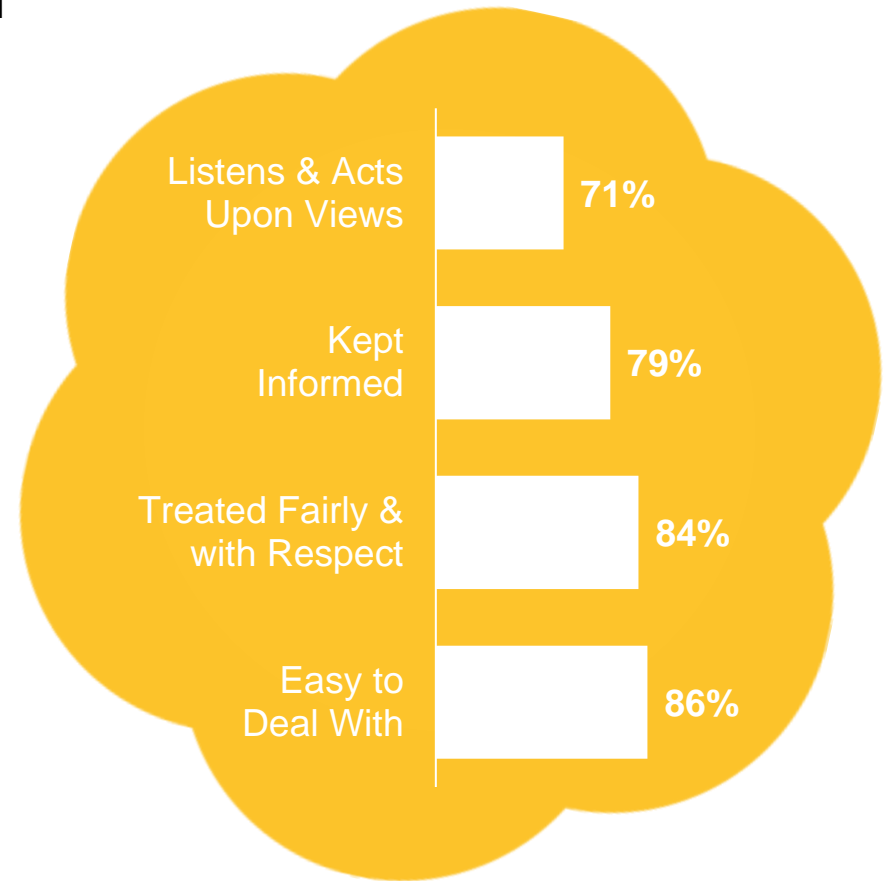 Listens & Acts
Upon Views
71%
Kept
Informed
79%
Treated Fairly &
with Respect
84%
Easy to
Deal With
86%